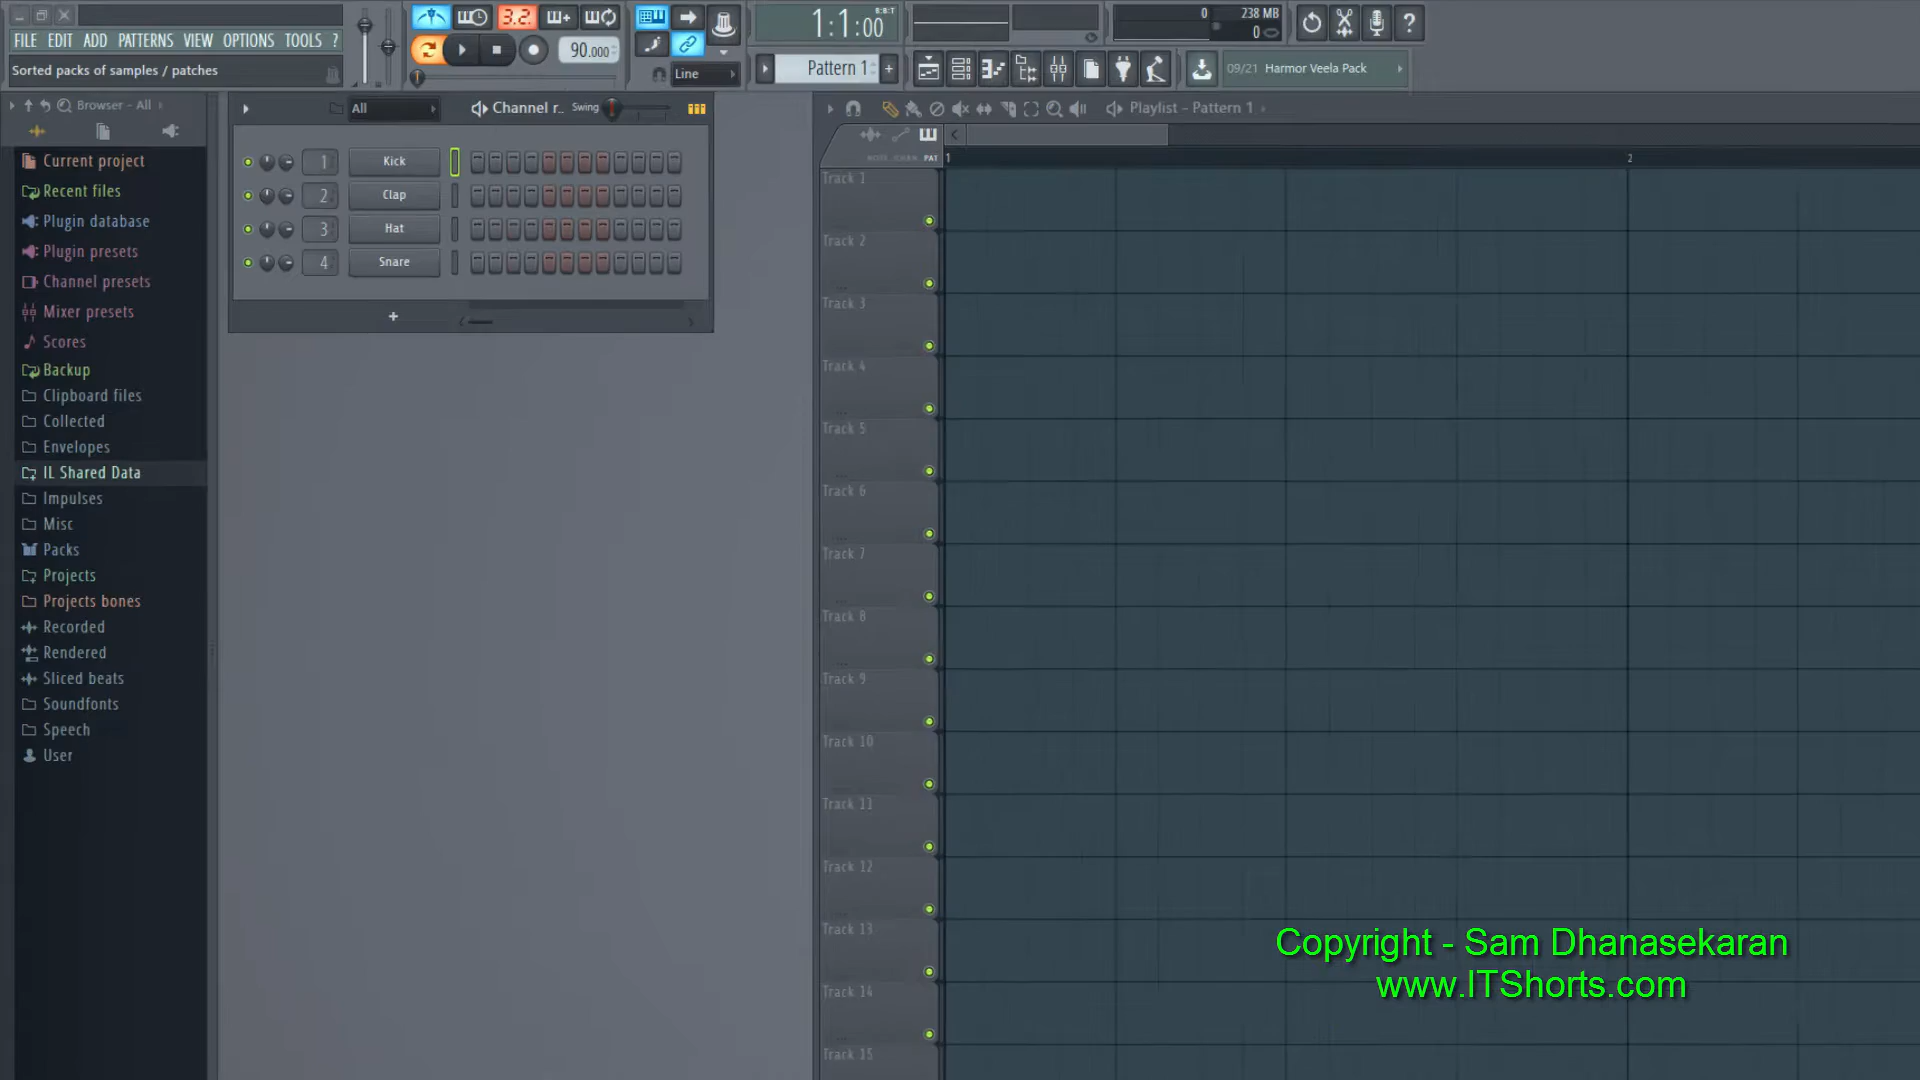 FILE EDIT ADD PATTERNS VIEW OPTIONS TOOLS ?
Sorted packs of samples / patches
3.2.
90.000
Line
1:1:00
B:B:T
Pattern 1
+
0
238 MB
0
?
09/21 Harmor Veela Pack
Browser - All
Current project
Recent files
Plugin database
Plugin presets
Channel presets
Mixer presets
Scores
Backup
Clipboard files
Collected
Envelopes
IL Shared Data
Impulses
Misc
Packs
Projects
Projects bones
Recorded
Rendered
Sliced beats
Soundfonts
Speech
User
All
Channel r..
Swing
1 Kick
2 Clap
3 Hat
4 Snare
+
Playlist - Pattern 1
NOTE CHAN PAT
1
2
Track 1
Track 2
Track 3
Track 4
Track 5
Track 6
Track 7
Track 8
Track 9
Track 10
Track 11
Track 12
Track 13
Track 14
Track 15
Copyright - Sam Dhanasekaran
www.ITShorts.com